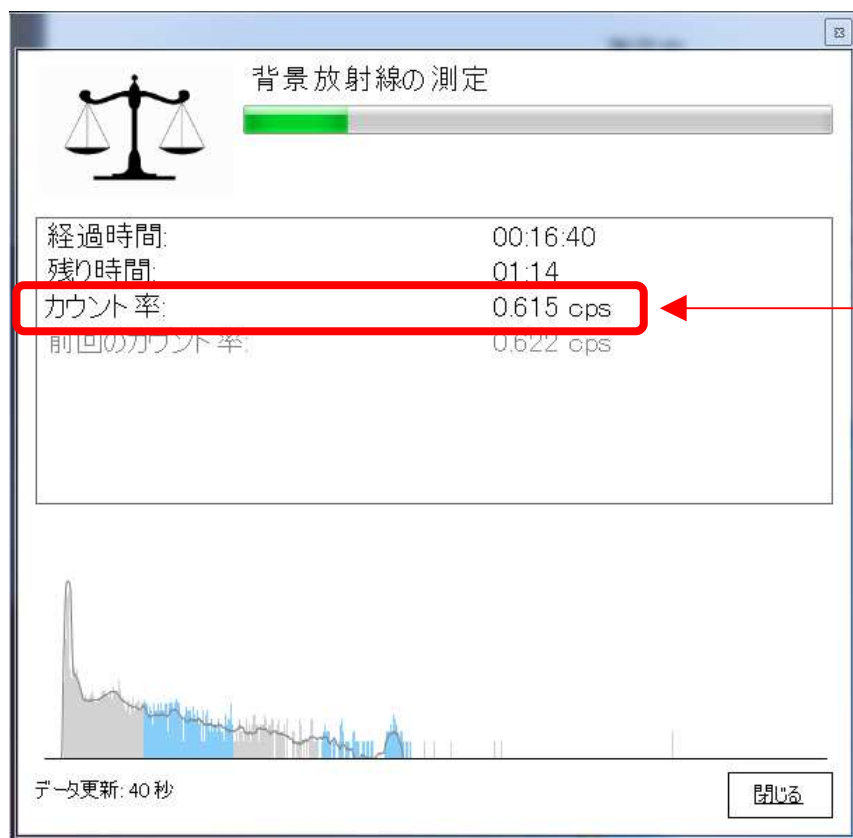 背景放射線の測定
経過時間: 00:16:40
残り時間: 01:14
カウント率: 0.615 cps
前回のカウント率: 0.622 cps
データ更新: 40 秒
閉じる